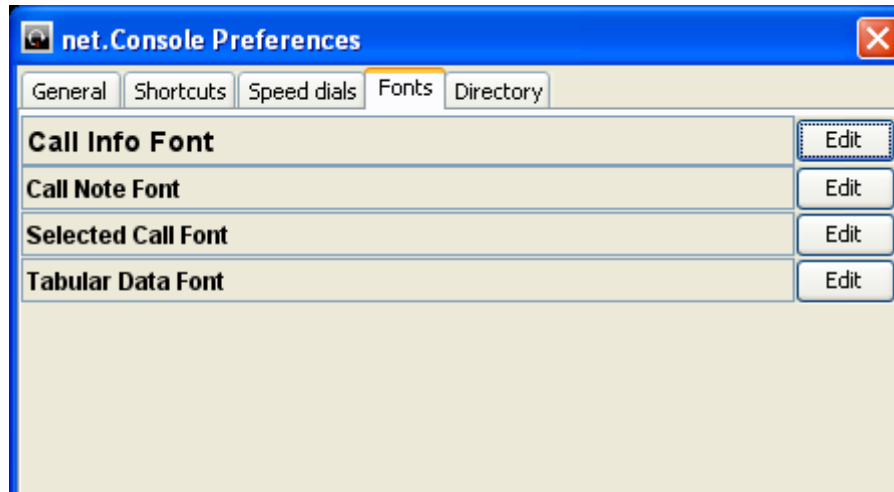 net.Console Preferences
General Shortcuts Speed dials Fonts Directory
Call Info Font Edit
Call Note Font Edit
Selected Call Font Edit
Tabular Data Font Edit